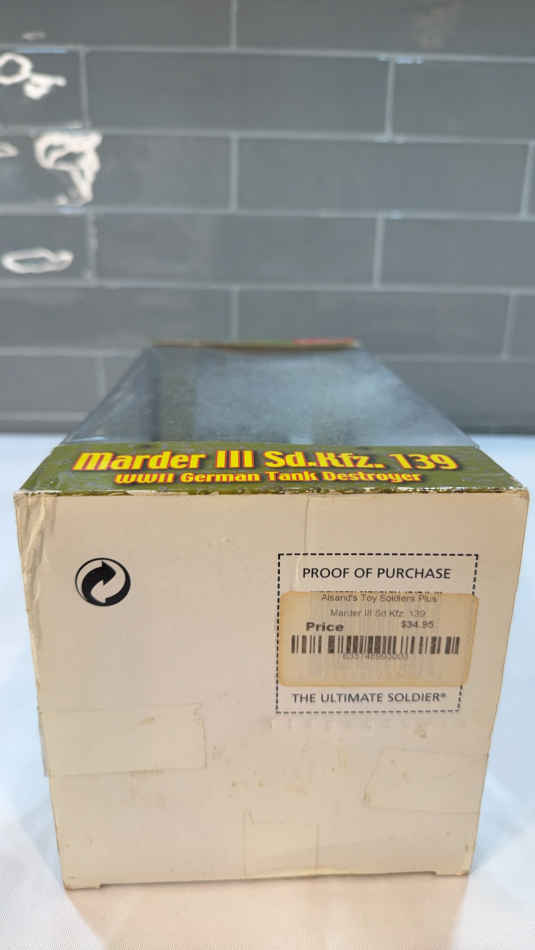 Marder III Sd.Kfz. 139
WWII German Tank Destroyer
PROOF OF PURCHASE
Alsand's Toy Soldiers Plus
Marder III Sd Kfz. 139
Price $34.95
THE ULTIMATE SOLDIER®